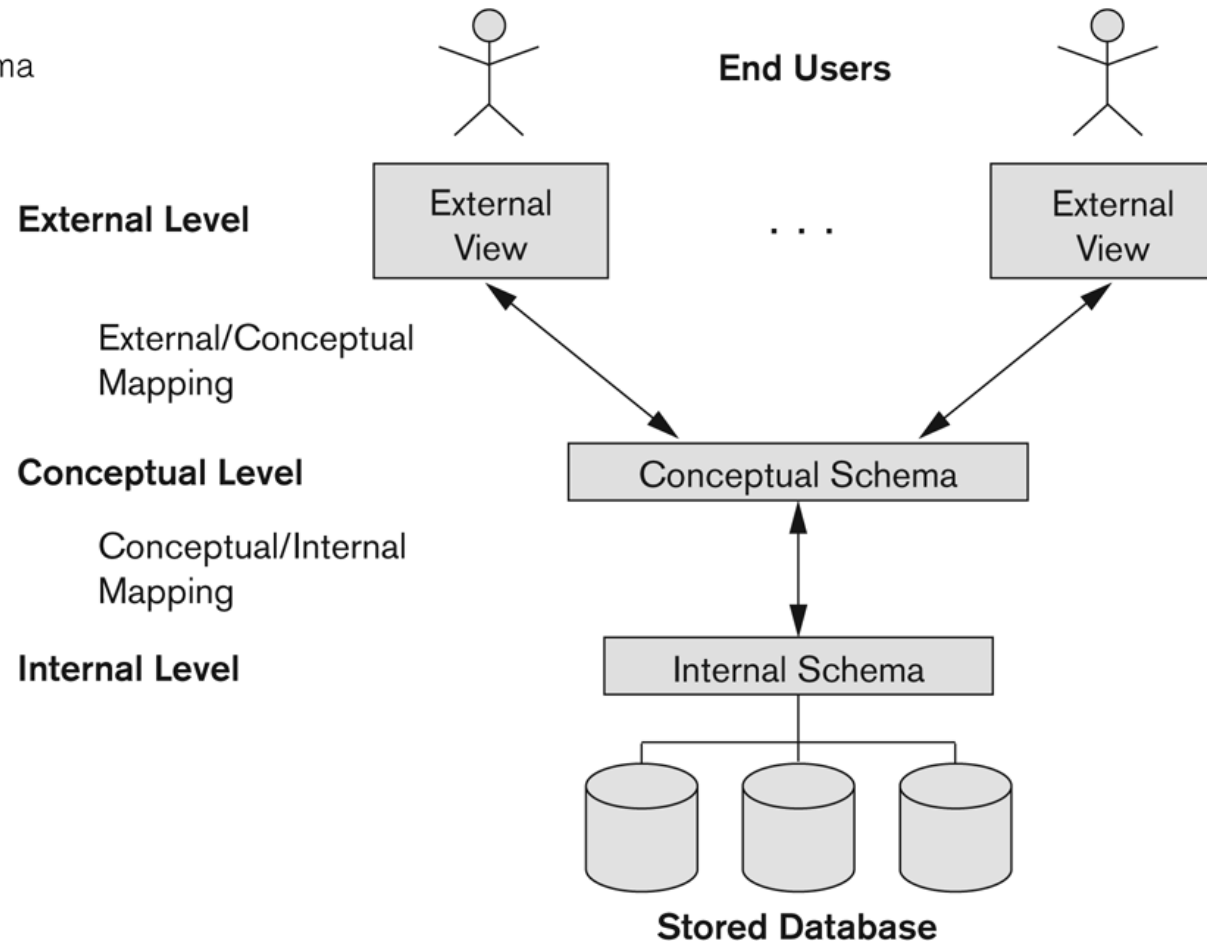 ma
End Users
External Level
External
View
. . .
External
View
External/Conceptual
Mapping
Conceptual Level
Conceptual Schema
Conceptual/Internal
Mapping
Internal Level
Internal Schema
Stored Database